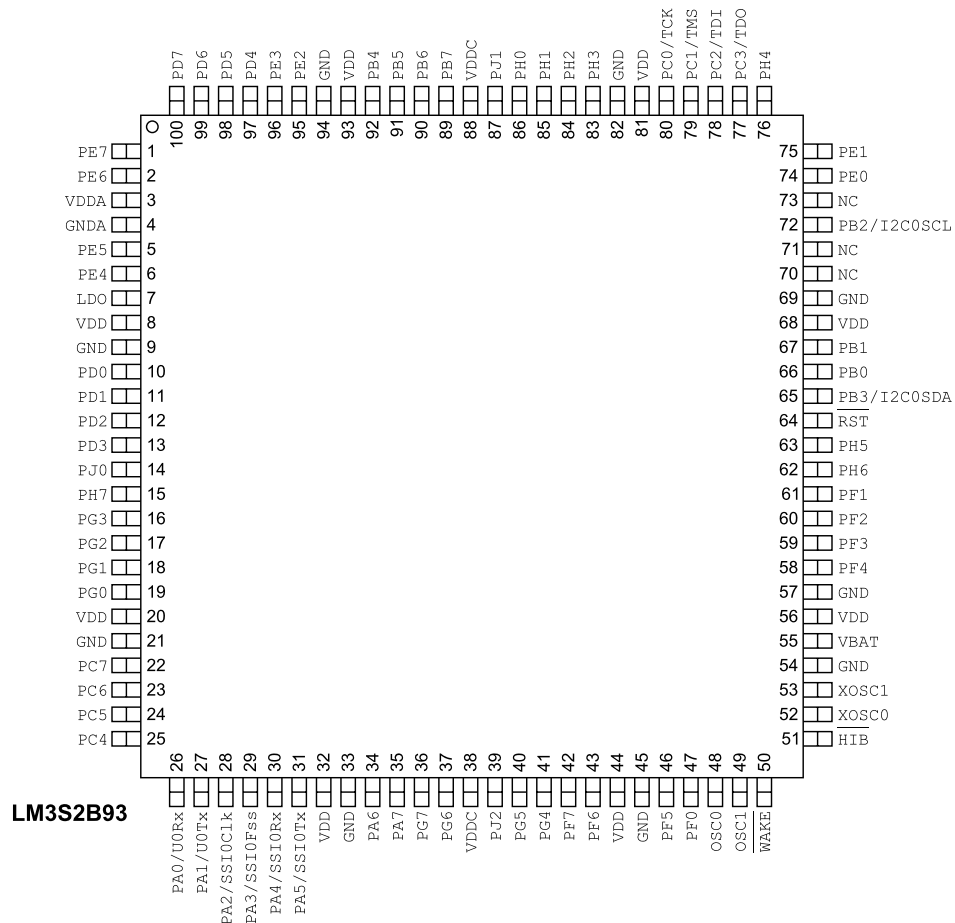 PD7
PD6
PD5
PD4
PE3
PE2
GND
VDD
PB4
PB5
PB6
PB7
VDDC
PJ1
PH0
PH1
PH2
PH3
GND
VDD
PC0/TCK
PC1/TMS
PC2/TDI
PC3/TDO
PH4
100
99
98
97
96
95
94
93
92
91
90
89
88
87
86
85
84
83
82
81
80
79
78
77
76
PE7 1
PE6 2
VDDA 3
GNDA 4
PE5 5
PE4 6
LDO 7
VDD 8
GND 9
PD0 10
PD1 11
PD2 12
PD3 13
PJ0 14
PH7 15
PG3 16
PG2 17
PG1 18
PG0 19
VDD 20
GND 21
PC7 22
PC6 23
PC5 24
PC4 25
75 PE1
74 PE0
73 NC
72 PB2/I2C0SCL
71 NC
70 NC
69 GND
68 VDD
67 PB1
66 PB0
65 PB3/I2C0SDA
64 RST
63 PH5
62 PH6
61 PF1
60 PF2
59 PF3
58 PF4
57 GND
56 VDD
55 VBAT
54 GND
53 XOSC1
52 XOSC0
51 HIB
26
27
28
29
30
31
32
33
34
35
36
37
38
39
40
41
42
43
44
45
46
47
48
49
50
LM3S2B93
PA0/U0Rx
PA1/U0Tx
PA2/SSI0Clk
PA3/SSI0Fss
PA4/SSI0Rx
PA5/SSI0Tx
VDD
GND
PA6
PA7
PG7
PG6
VDDC
PJ2
PG5
PG4
PF7
PF6
VDD
GND
PF5
PF0
OSC0
OSC1
WAKE